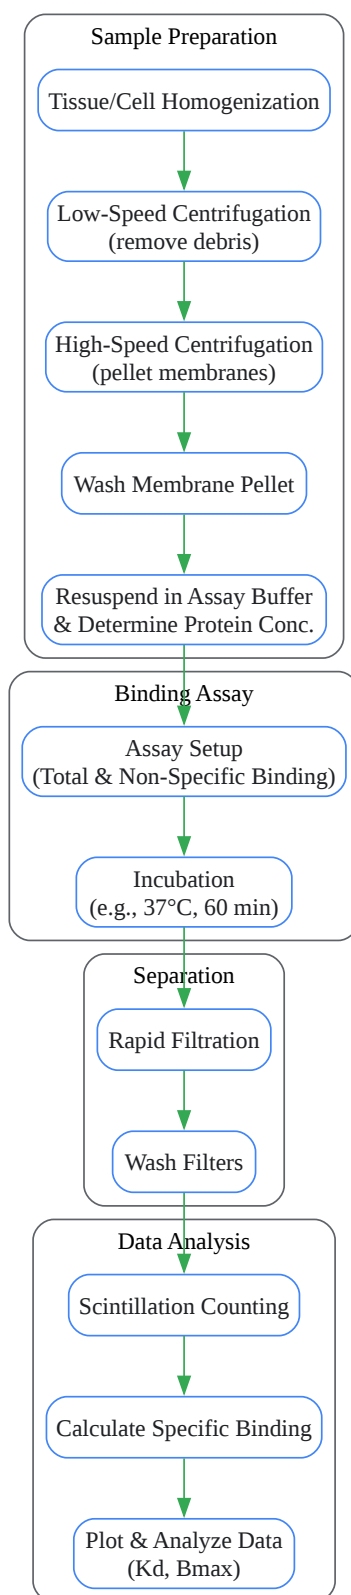 Sample Preparation
Tissue/Cell Homogenization
Low-Speed Centrifugation
(remove debris)
High-Speed Centrifugation
(pellet membranes)
Wash Membrane Pellet
Resuspend in Assay Buffer
& Determine Protein Conc.
Binding Assay
Assay Setup
(Total & Non-Specific Binding)
Incubation
(e.g., 37°C, 60 min)
Separation
Rapid Filtration
Wash Filters
Data Analysis
Scintillation Counting
Calculate Specific Binding
Plot & Analyze Data
(Kd, Bmax)